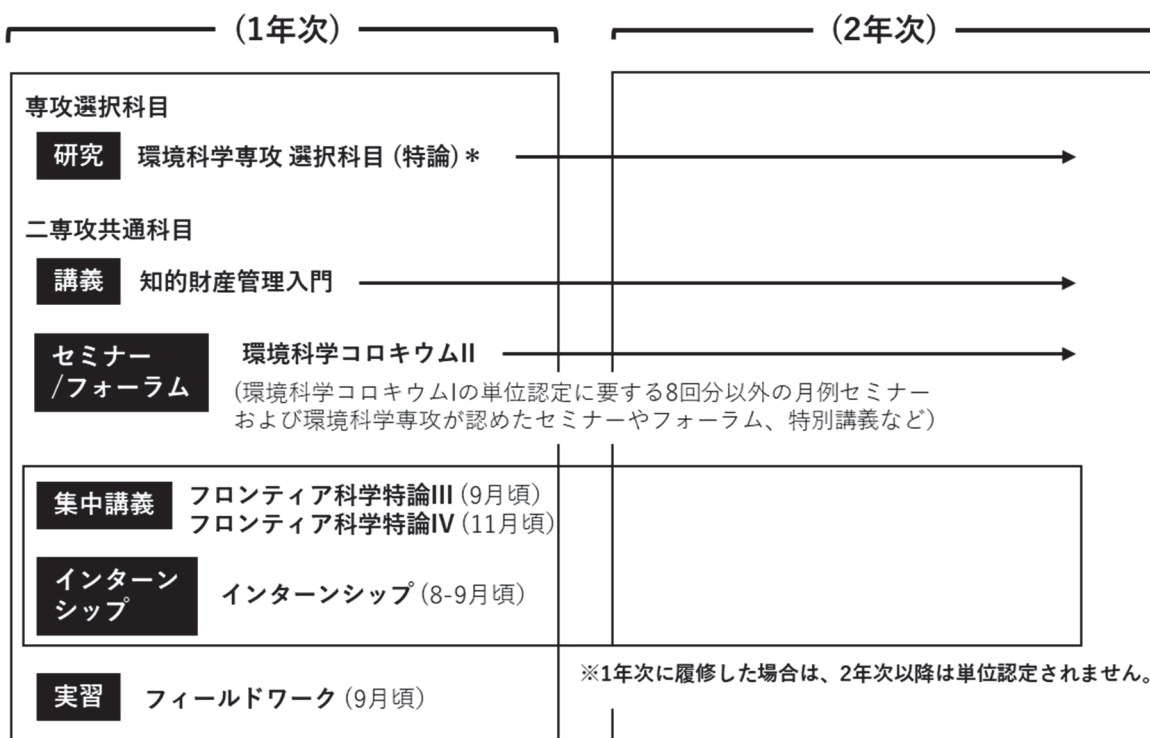 (1年次)
(2年次)
専攻選択科目
研究 環境科学専攻 選択科目 (特論)*
二専攻共通科目
講義 知的財産管理入門
セミナー
/フォーラム
環境科学コロキウムII
(環境科学コロキウムIの単位認定に要する8回分以外の月例セミナー
および環境科学専攻が認めたセミナーやフォーラム、特別講義など)
集中講義
フロンティア科学特論III (9月頃)
フロンティア科学特論IV (11月頃)
インターン
シップ
インターンシップ (8-9月頃)
※1年次に履修した場合は、2年次以降は単位認定されません。
実習 フィールドワーク (9月頃)